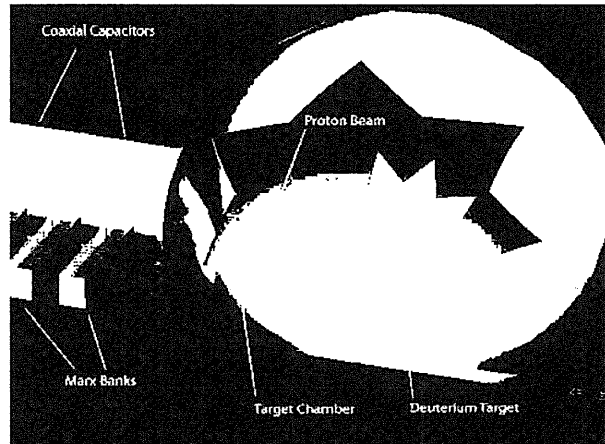 Coaxial Capacitors
Proton Beam
Marx Banks
Target Chamber
Deuterium Target